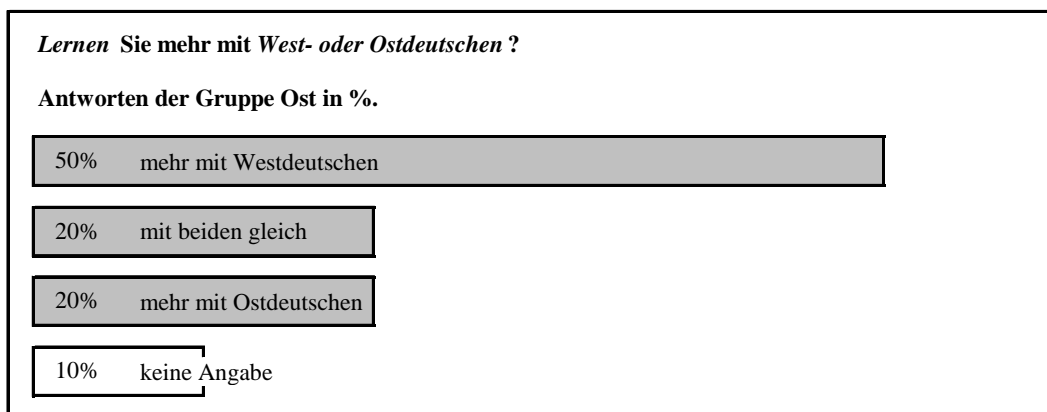 Lernen Sie mehr mit West- oder Ostdeutschen ?
Antworten der Gruppe Ost in %.
50% mehr mit Westdeutschen
20% mit beiden gleich
20% mehr mit Ostdeutschen
10% keine Angabe